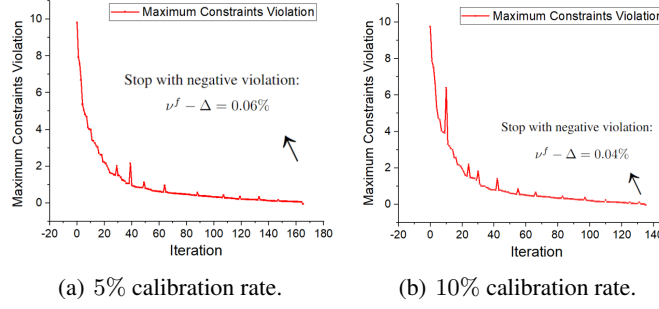 Maximum Constraints Violation
Maximum Constraints Violation
10
8
6
4
2
0
Stop with negative violation:
ν^f − Δ = 0.06%
-20 0 20 40 60 80 100 120 140 160 180
Iteration
(a) 5% calibration rate.
Maximum Constraints Violation
Maximum Constraints Violation
10
8
6
4
2
0
Stop with negative violation:
ν^f − Δ = 0.04%
-20 0 20 40 60 80 100 120 140
Iteration
(b) 10% calibration rate.